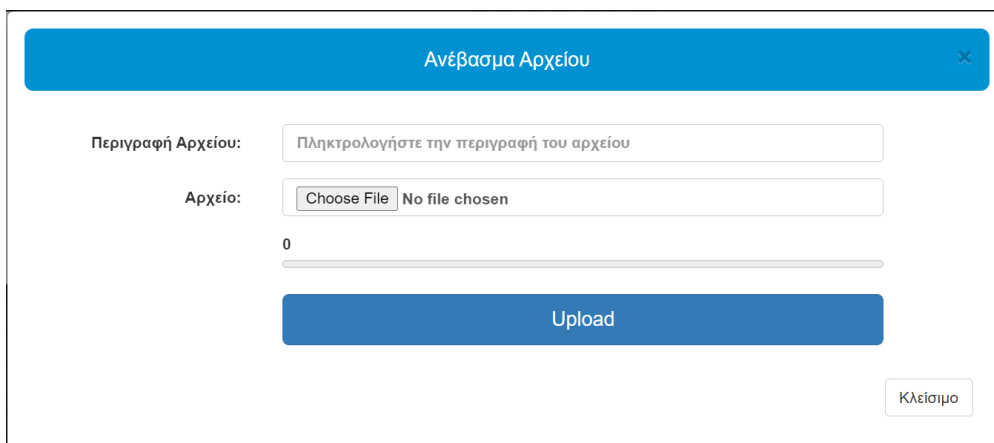 Ανέβασμα Αρχείου ×
Περιγραφή Αρχείου: Πληκτρολογήστε την περιγραφή του αρχείου
Αρχείο: Choose File No file chosen
0
Upload
Κλείσιμο